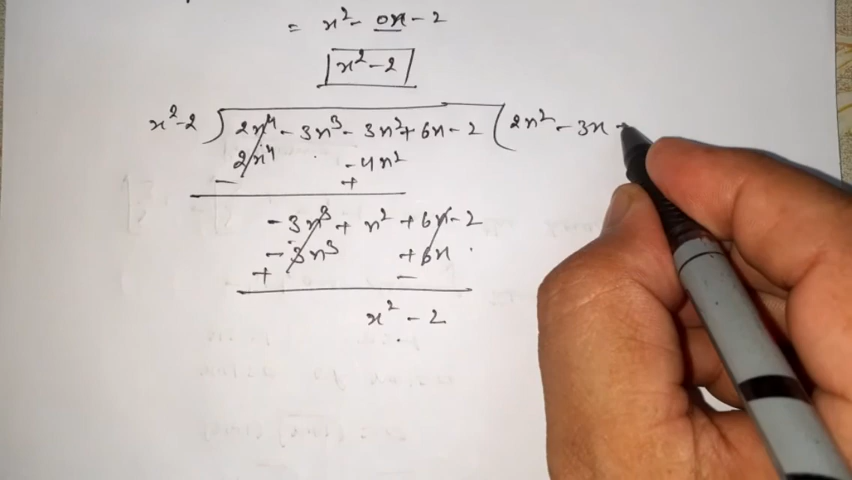 = x² - 0x - 2
x² - 2
x² - 2 ) 2x⁴ - 3x³ - 3x² + 6x - 2 ( 2x² - 3x +
2x⁴ - 4x²
- +
- 3x³ + x² + 6x - 2
- 3x³ + 6x
+ -
x² - 2